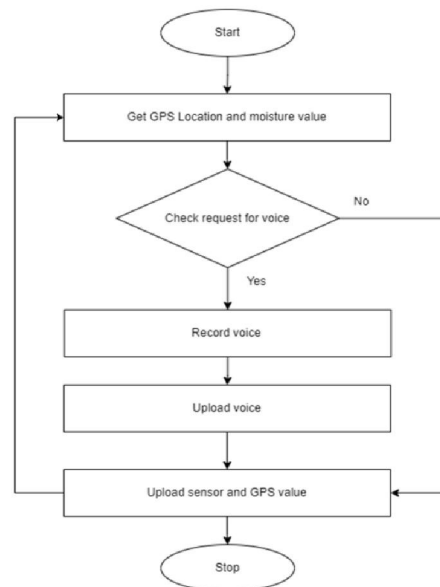 Start
Get GPS Location and moisture value
Check request for voice
No
Yes
Record voice
Upload voice
Upload sensor and GPS value
Stop